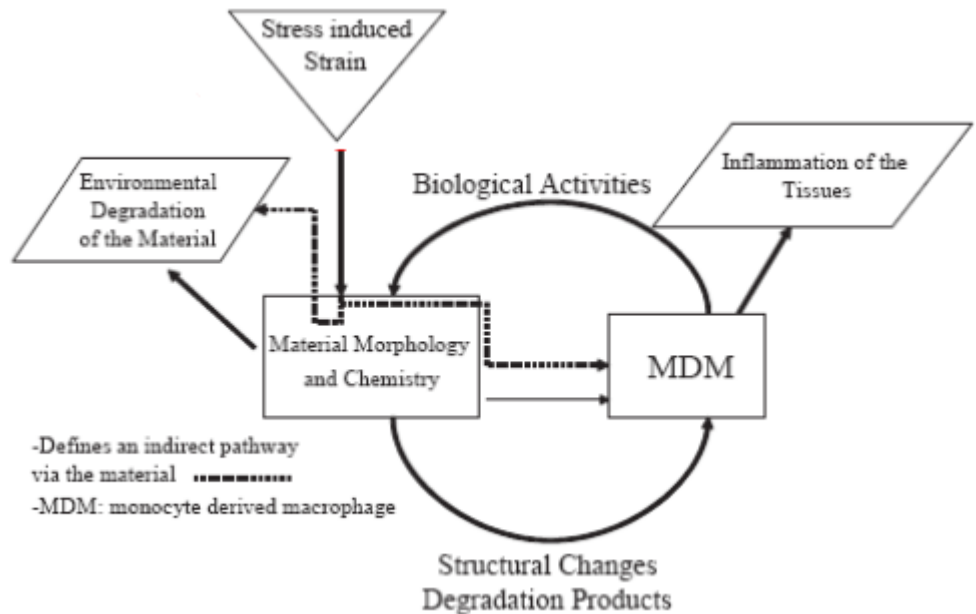 Stress induced
Strain
Environmental
Degradation
of the Material
Biological Activities
Inflammation of the
Tissues
Material Morphology
and Chemistry
MDM
-Defines an indirect pathway
via the material
-MDM: monocyte derived macrophage
Structural Changes
Degradation Products